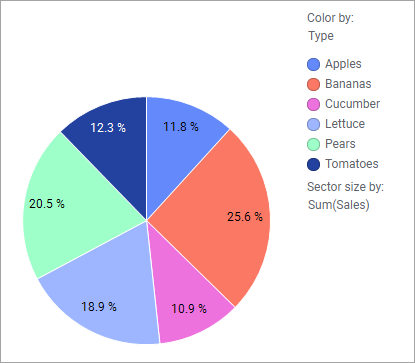 Color by:
Type
Apples
Bananas
Cucumber
Lettuce
Pears
Tomatoes
Sector size by:
Sum(Sales)
12.3 %
11.8 %
20.5 %
25.6 %
18.9 %
10.9 %